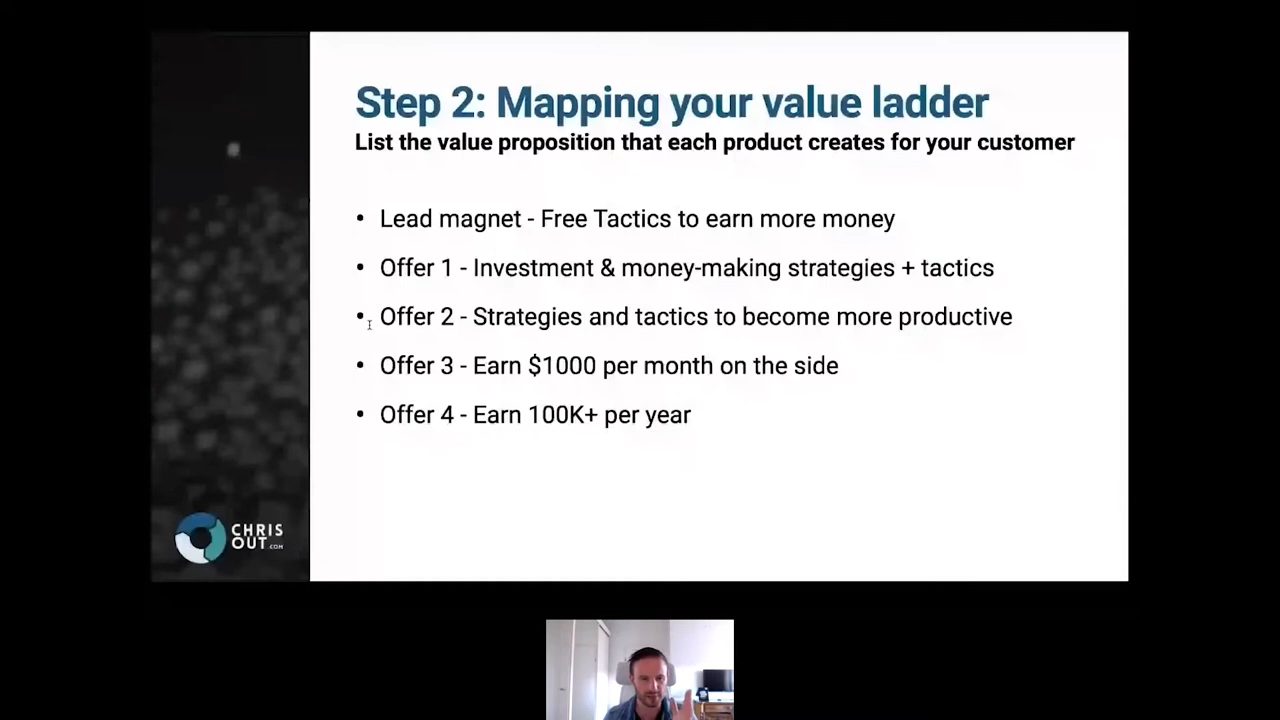 Step 2: Mapping your value ladder
List the value proposition that each product creates for your customer
• Lead magnet - Free Tactics to earn more money
• Offer 1 - Investment & money-making strategies + tactics
• Offer 2 - Strategies and tactics to become more productive
• Offer 3 - Earn $1000 per month on the side
• Offer 4 - Earn 100K+ per year
CHRIS
OUT.COM